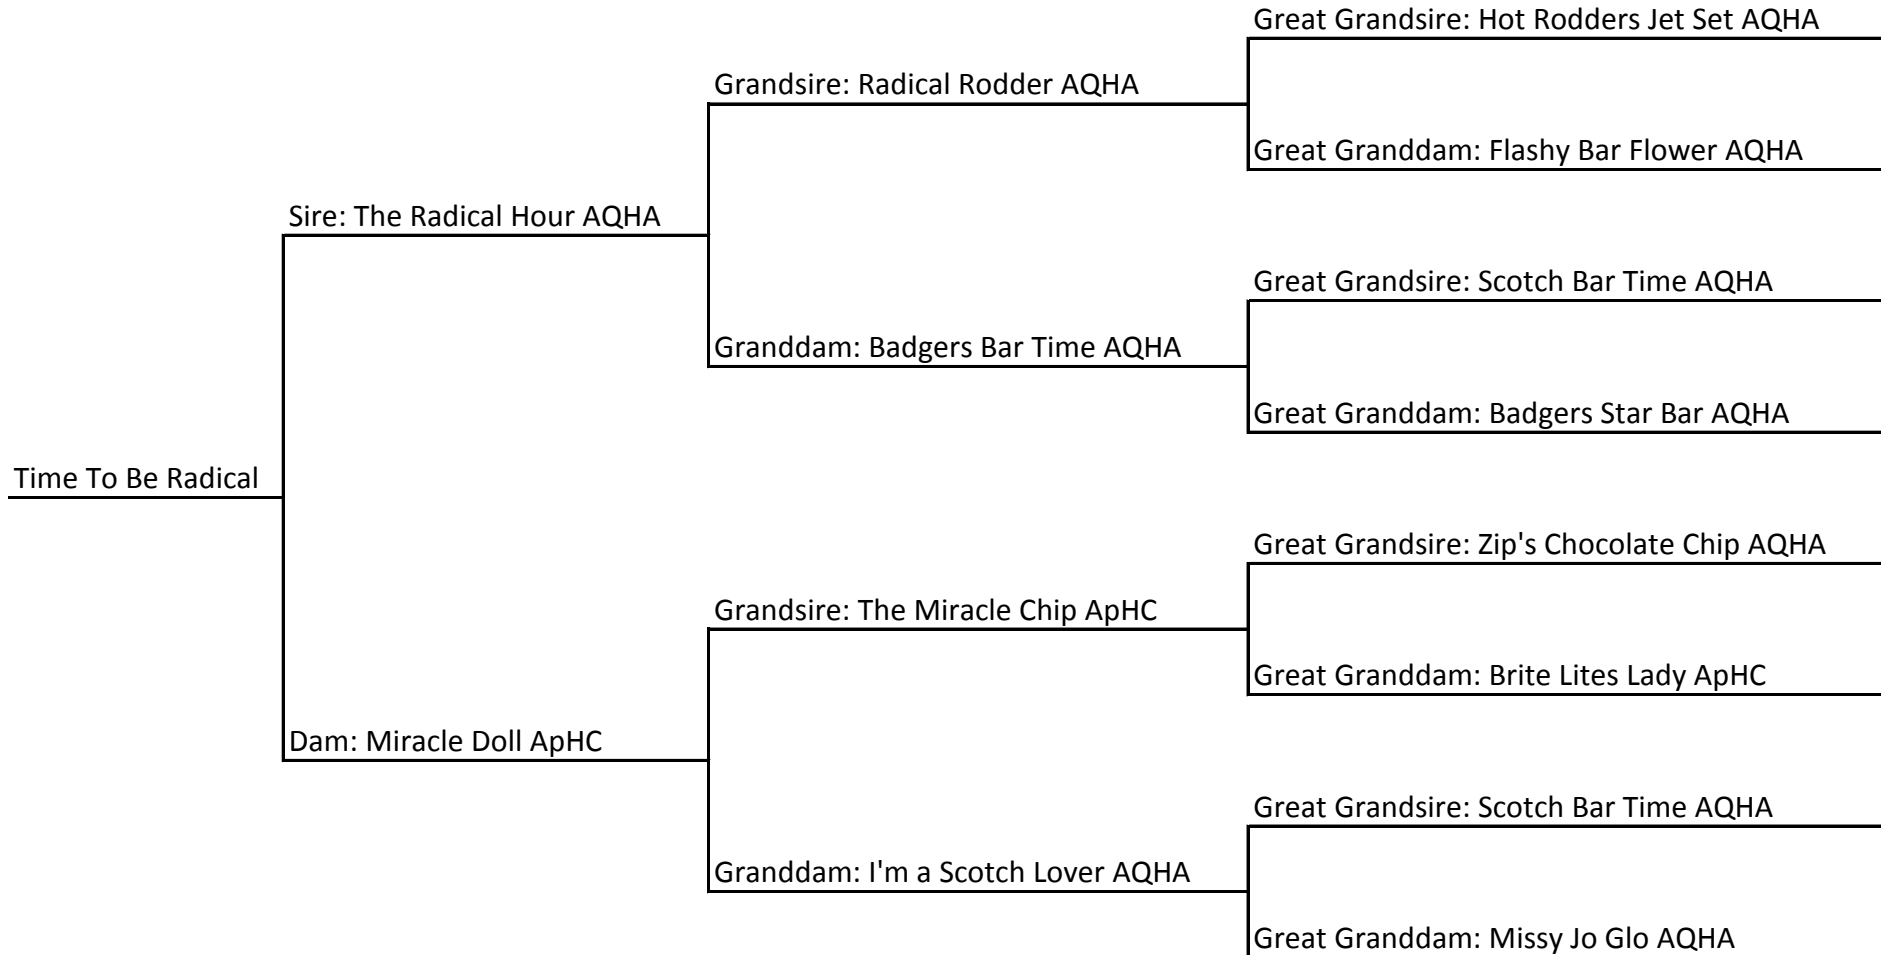 Great Grandsire: Hot Rodders Jet Set AQHA
Grandsire: Radical Rodder AQHA
Great Granddam: Flashy Bar Flower AQHA
Sire: The Radical Hour AQHA
Great Grandsire: Scotch Bar Time AQHA
Granddam: Badgers Bar Time AQHA
Great Granddam: Badgers Star Bar AQHA
Time To Be Radical
Great Grandsire: Zip's Chocolate Chip AQHA
Grandsire: The Miracle Chip ApHC
Great Granddam: Brite Lites Lady ApHC
Dam: Miracle Doll ApHC
Great Grandsire: Scotch Bar Time AQHA
Granddam: I'm a Scotch Lover AQHA
Great Granddam: Missy Jo Glo AQHA